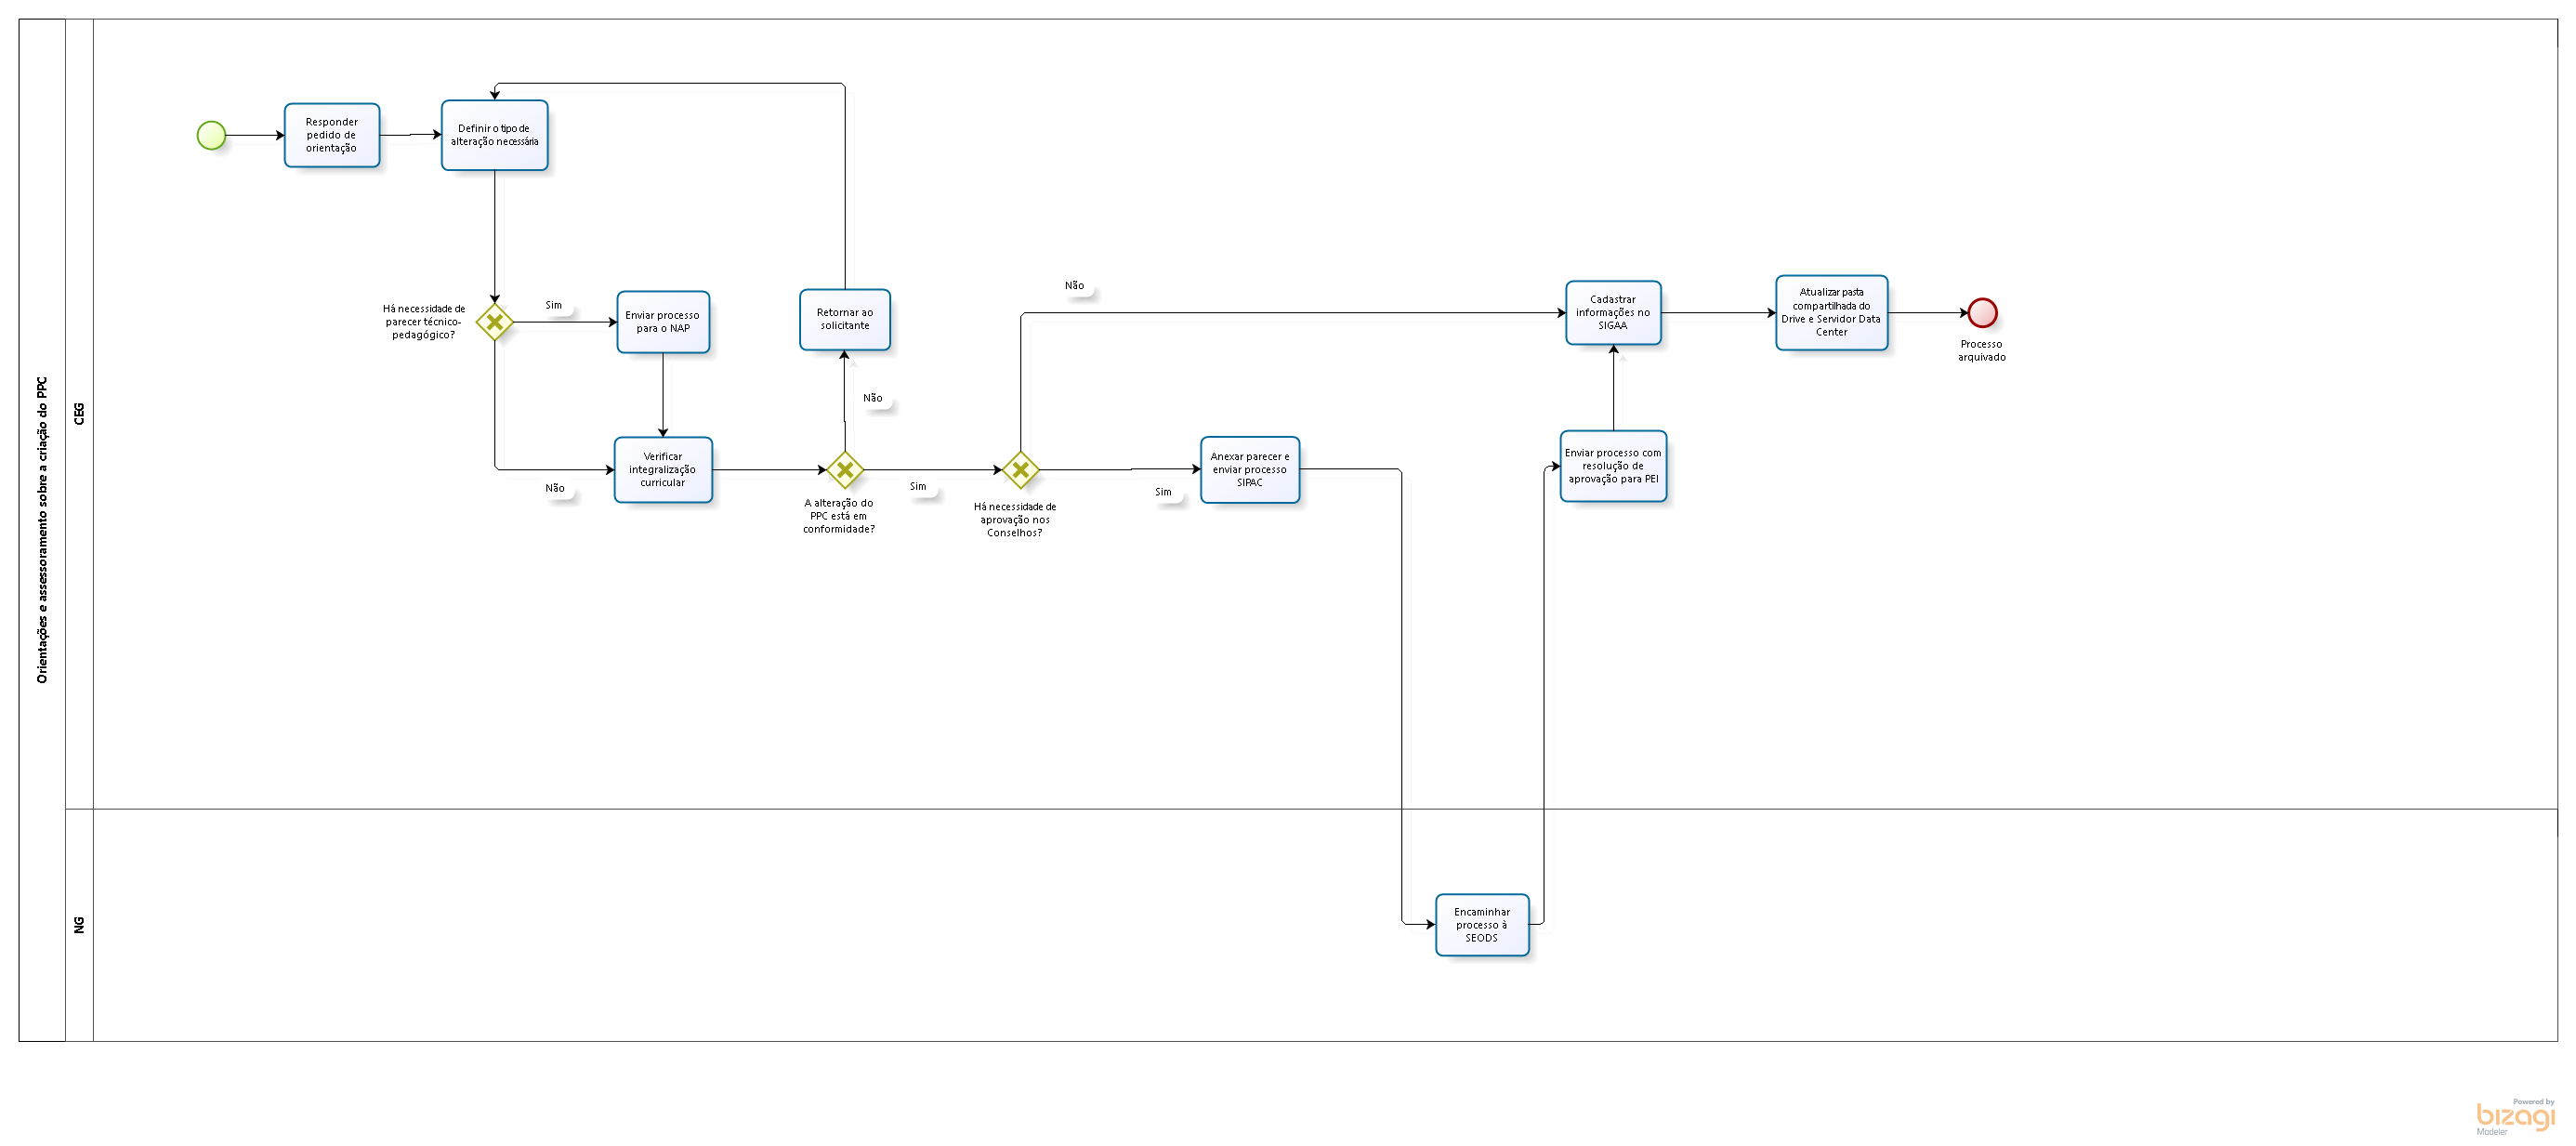 Orientações e assessoramento sobre a criação do PPC
CEG
Responder
pedido de
orientação
Definir o tipo de
alteração necessária
Há necessidade de
parecer técnico-
pedagógico?
Sim
Enviar processo
para o NAP
Não
Verificar
integralização
curricular
Retornar ao
solicitante
Não
A alteração do
PPC está em
conformidade?
Sim
Há necessidade de
aprovação nos
Conselhos?
Não
Sim
Anexar parecer e
enviar processo
SIPAC
Cadastrar
informações no
SIGAA
Enviar processo com
resolução de
aprovação para PEI
Atualizar pasta
compartilhada do
Drive e Servidor Data
Center
Processo
arquivado
NG
Encaminhar
processo à
SEODS
Powered by
bizagi
Modeler